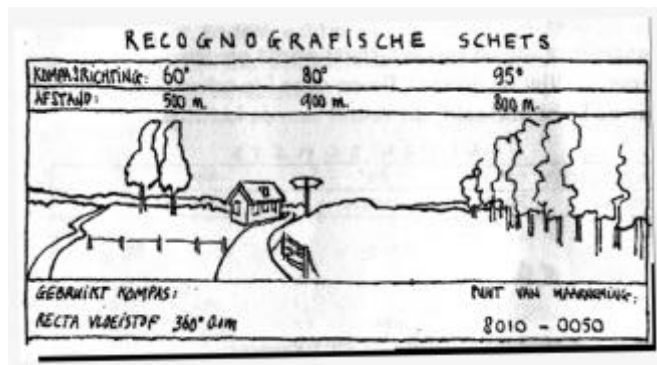 RECOGNOGRAFISCHE SCHETS
KOMPASRICHTING: 60° 80° 95°
AFSTAND: 500 m. 900 m. 800 m.
GEBRUIKT KOMPAS:
PUNT VAN WAARNEMING:
RECTA VLOEISTOF 360°
8010 - 0050